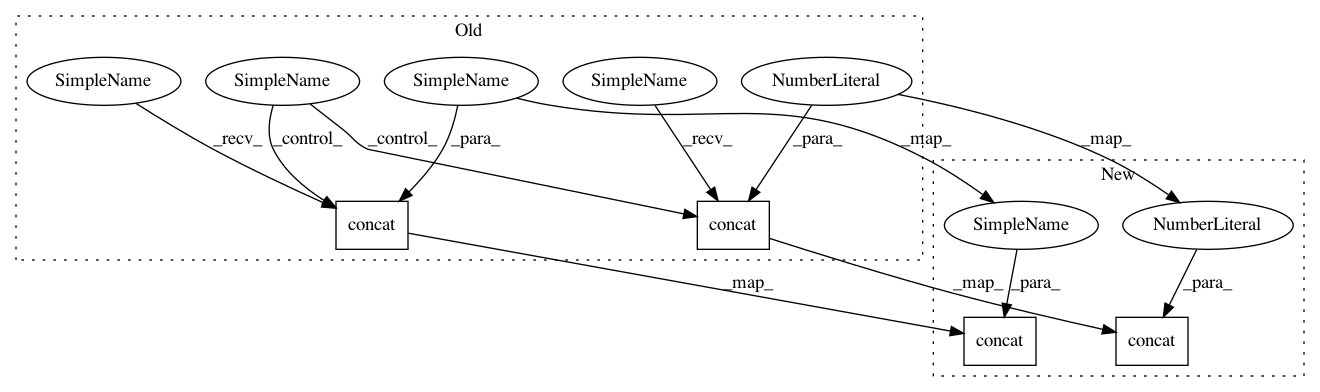 Old
SimpleName SimpleName SimpleName SimpleName NumberLiteral
_recv_ _control_ _control_ _para_ _recv_ _para_ _map_ _map_
New
concat concat SimpleName NumberLiteral
_map_ _map_ _para_ _para_
concat concat